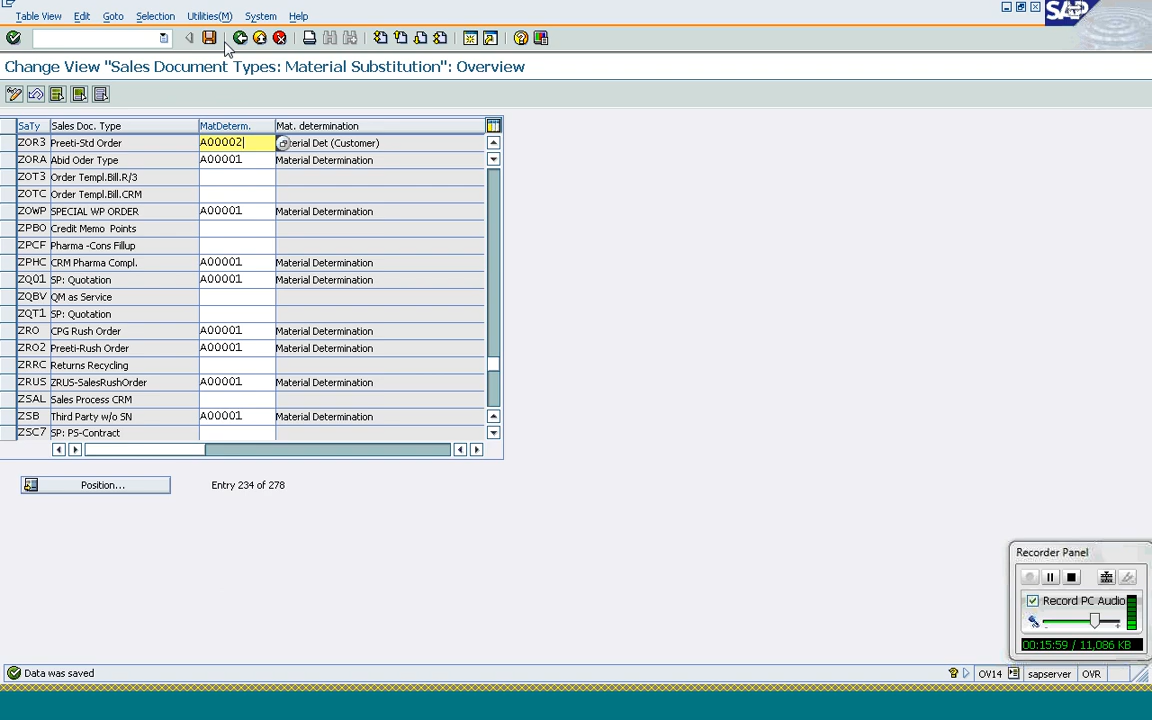 Table View Edit Goto Selection Utilities(M) System Help
SAP
Change View "Sales Document Types: Material Substitution": Overview
SaTy Sales Doc. Type MatDeterm. Mat. determination
ZOR3 Preeti-Std Order A00002 terial Det (Customer)
ZORA Abid Oder Type A00001 Material Determination
ZOT3 Order Templ.Bill.R/3
ZOTC Order Templ.Bill.CRM
ZOWP SPECIAL WP ORDER A00001 Material Determination
ZPBO Credit Memo Points
ZPCF Pharma -Cons Fillup
ZPHC CRM Pharma Compl. A00001 Material Determination
ZQ01 SP: Quotation A00001 Material Determination
ZQBV QM as Service
ZQT1 SP: Quotation
ZRO CPG Rush Order A00001 Material Determination
ZRO2 Preeti-Rush Order A00001 Material Determination
ZRRC Returns Recycling
ZRUS ZRUS-SalesRushOrder A00001 Material Determination
ZSAL Sales Process CRM
ZSB Third Party w/o SN A00001 Material Determination
ZSC7 SP: PS-Contract
Position... Entry 234 of 278
Recorder Panel
Record PC Audio
00:15:59 / 11,086 KB
Data was saved OV14 sapserver OVR